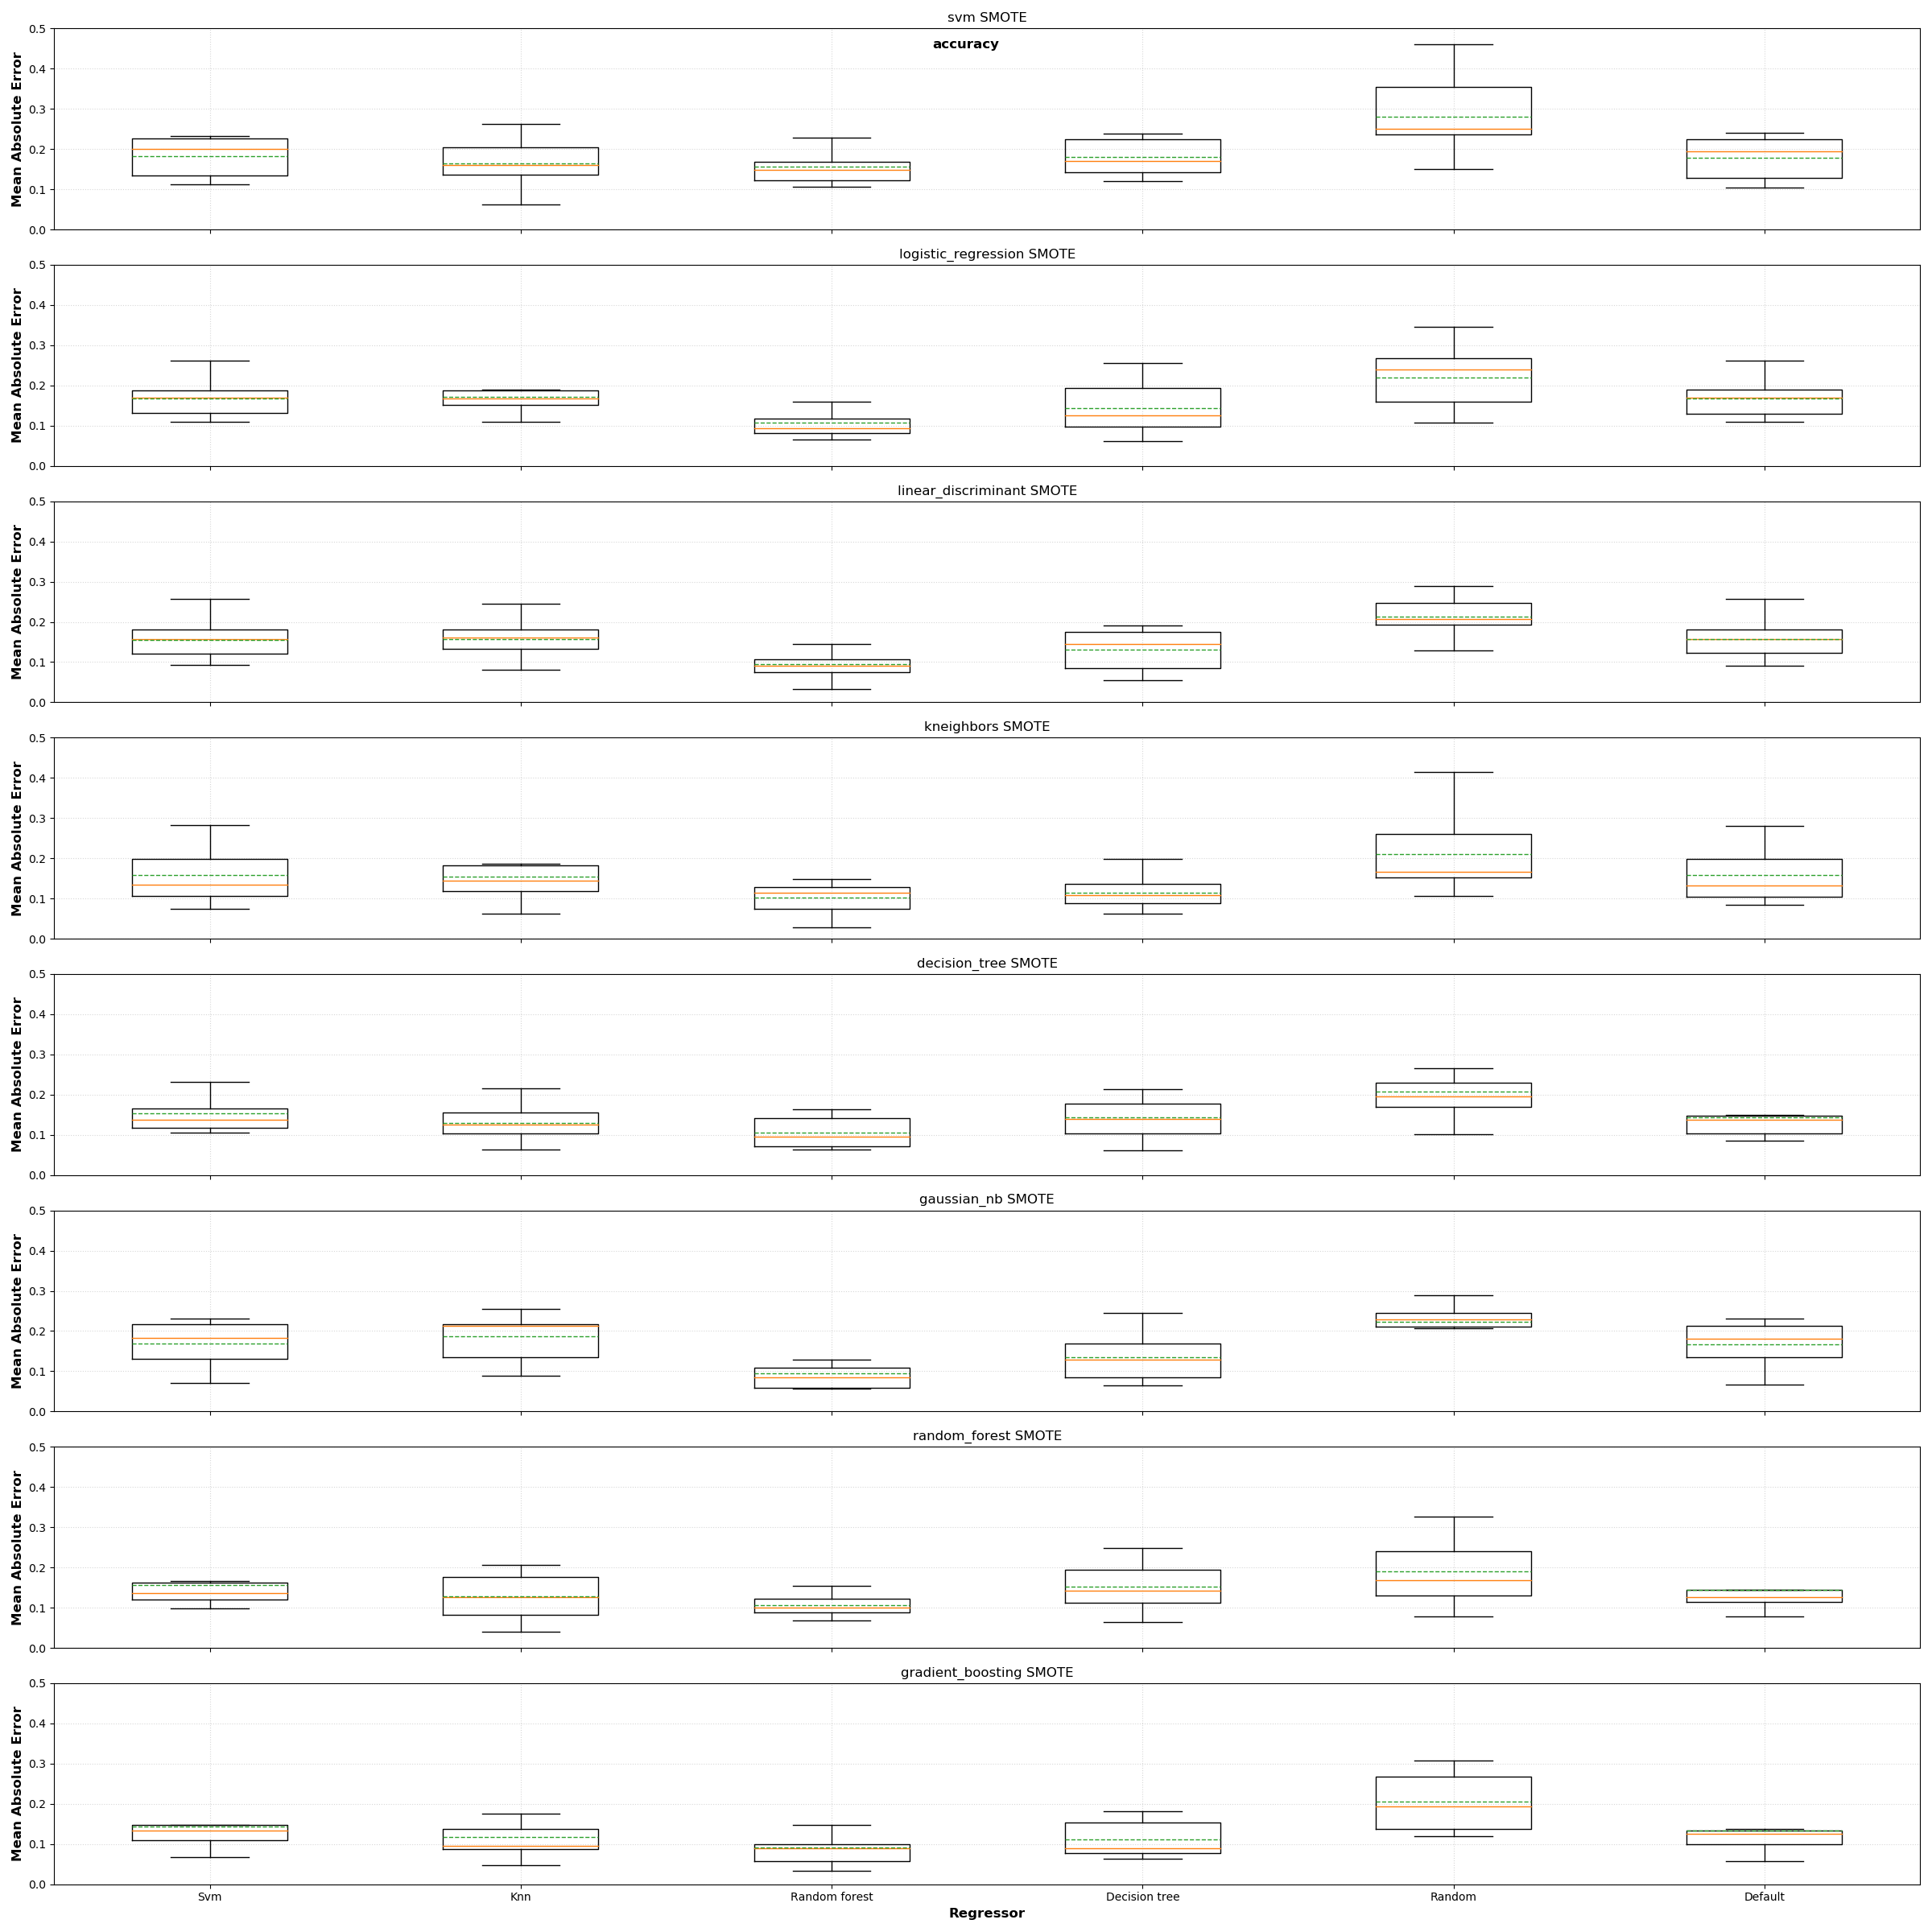 svm SMOTE
accuracy
Mean Absolute Error
0.5
0.4
0.3
0.2
0.1
0.0
logistic_regression SMOTE
Mean Absolute Error
0.5
0.4
0.3
0.2
0.1
0.0
linear_discriminant SMOTE
Mean Absolute Error
0.5
0.4
0.3
0.2
0.1
0.0
kneighbors SMOTE
Mean Absolute Error
0.5
0.4
0.3
0.2
0.1
0.0
decision_tree SMOTE
Mean Absolute Error
0.5
0.4
0.3
0.2
0.1
0.0
gaussian_nb SMOTE
Mean Absolute Error
0.5
0.4
0.3
0.2
0.1
0.0
random_forest SMOTE
Mean Absolute Error
0.5
0.4
0.3
0.2
0.1
0.0
gradient_boosting SMOTE
Mean Absolute Error
0.5
0.4
0.3
0.2
0.1
0.0
Svm Knn Random forest Decision tree Random Default
Regressor